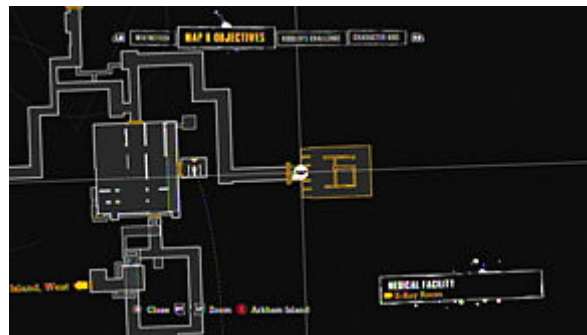 MAP & OBJECTIVES
RIDDLER'S CHALLENGE
CHARACTER BIOS
Island, West
Close
Zoom
Arkham Island
MEDICAL FACILITY
X-Ray Room